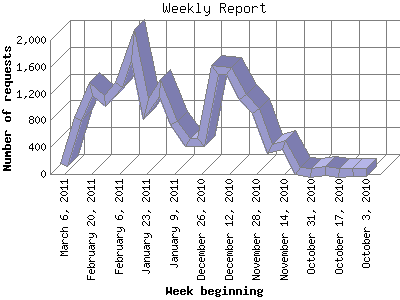 Weekly Report
Number of requests
2,000
1,600
1,200
800
400
0
March 6, 2011
February 20, 2011
February 6, 2011
January 23, 2011
January 9, 2011
December 26, 2010
December 12, 2010
November 28, 2010
November 14, 2010
October 31, 2010
October 17, 2010
October 3, 2010
Week beginning